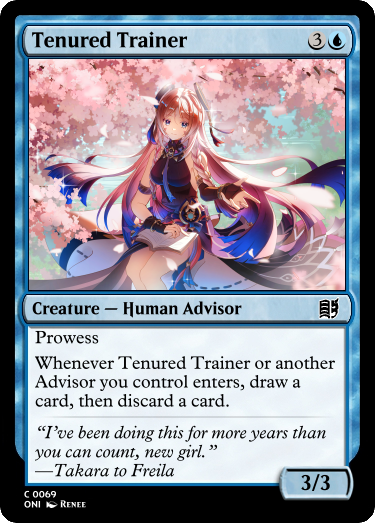 Tenured Trainer 3
Creature — Human Advisor
Prowess
Whenever Tenured Trainer or another
Advisor you control enters, draw a
card, then discard a card.
“I’ve been doing this for more years than
you can count, new girl.”
—Takara to Freila
3/3
C 0069
ONI Renee